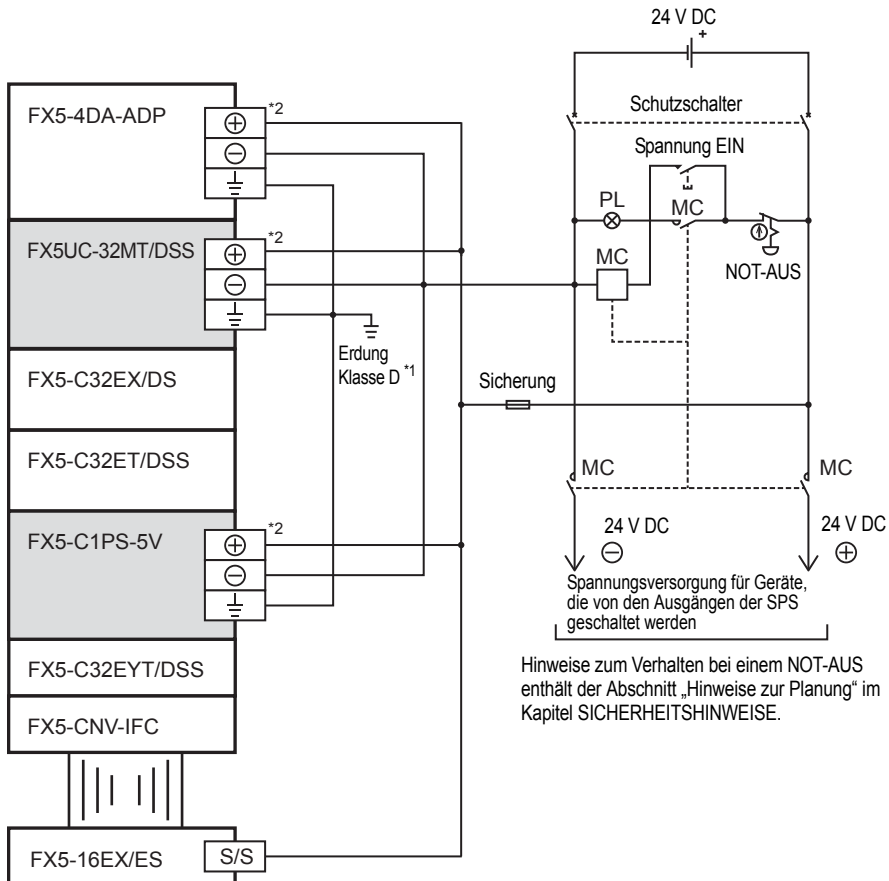 24 V DC
+
FX5-4DA-ADP
*2
Schutzschalter
Spannung EIN
PL
MC
FX5UC-32MT/DSS
*2
MC
NOT-AUS
Erdung
Klasse D *1
FX5-C32EX/DS
Sicherung
FX5-C32ET/DSS
MC
MC
FX5-C1PS-5V
*2
24 V DC
24 V DC
Spannungsversorgung für Geräte,
die von den Ausgängen der SPS
geschaltet werden
FX5-C32EYT/DSS
Hinweise zum Verhalten bei einem NOT-AUS
enthält der Abschnitt „Hinweise zur Planung“ im
Kapitel SICHERHEITSHINWEISE.
FX5-CNV-IFC
FX5-16EX/ES
S/S